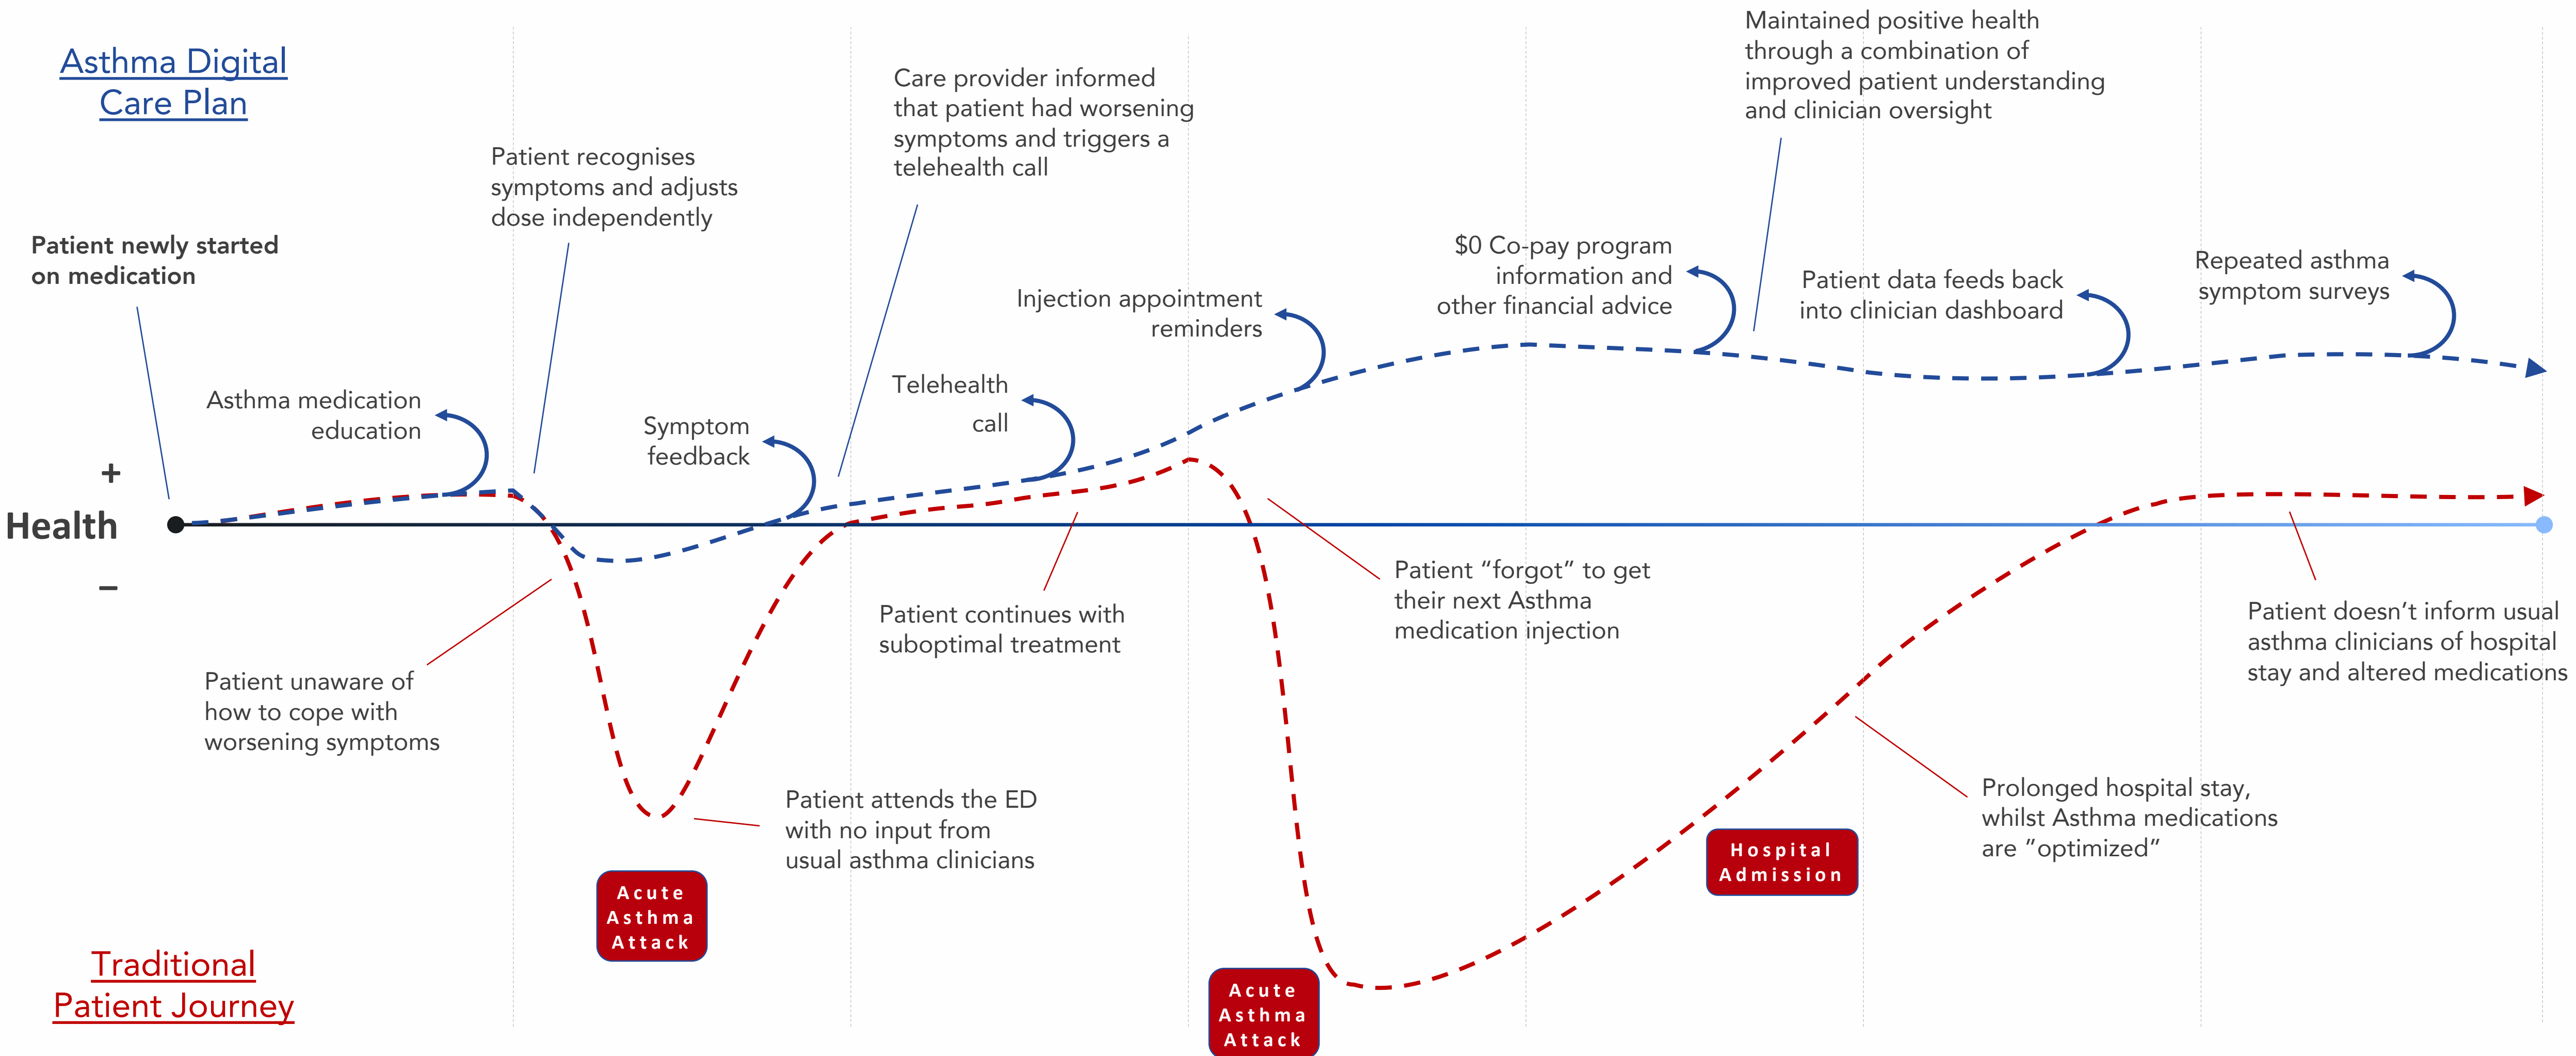 Asthma Digital
Care Plan
Patient newly started
on medication
Asthma medication
education
Patient recognises
symptoms and adjusts
dose independently
Symptom
feedback
Care provider informed
that patient had worsening
symptoms and triggers a
telehealth call
Telehealth
call
Injection appointment
reminders
$0 Co-pay program
information and
other financial advice
Maintained positive health
through a combination of
improved patient understanding
and clinician oversight
Patient data feeds back
into clinician dashboard
Repeated asthma
symptom surveys
+
Health
–
Patient unaware of
how to cope with
worsening symptoms
Patient attends the ED
with no input from
usual asthma clinicians
Acute
Asthma
Attack
Patient continues with
suboptimal treatment
Patient “forgot” to get
their next Asthma
medication injection
Acute
Asthma
Attack
Hospital
Admission
Prolonged hospital stay,
whilst Asthma medications
are “optimized”
Patient doesn’t inform usual
asthma clinicians of hospital
stay and altered medications
Traditional
Patient Journey